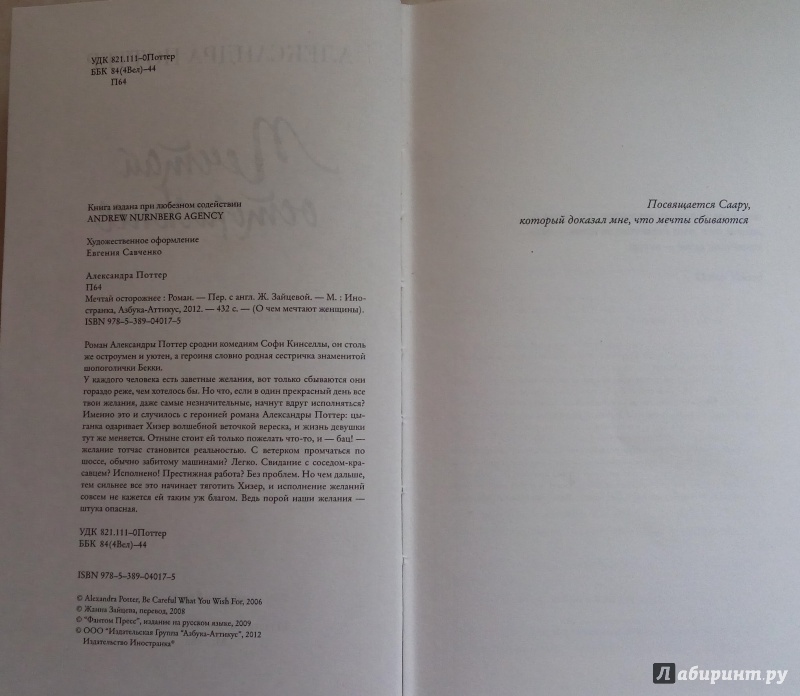 УДК 821.111–0Поттер
ББК 84(4Вел)–44
П64
Книга издана при любезном содействии
ANDREW NURNBERG AGENCY
Художественное оформление
Евгения Савченко
Александра Поттер
П64
Мечтай осторожнее : Роман. — Пер. с англ. Ж. Зайцевой. — М. : Ино-
странка, Азбука-Аттикус, 2012. — 432 с. — (О чем мечтают женщины).
ISBN 978–5–389–04017–5
Роман Александры Поттер сродни комедиям Софи Кинселлы, он столь
же остроумен и уютен, а героиня словно родная сестричка знаменитой
шопоголички Бекки.
У каждого человека есть заветные желания, вот только сбываются они
гораздо реже, чем хотелось бы. Но что, если в один прекрасный день все
твои желания, даже самые незначительные, начнут вдруг исполняться?
Именно это и случилось с героиней романа Александры Поттер: цы-
ганка одаривает Хизер волшебной веточкой вереска, и жизнь девушки
тут же меняется. Отныне стоит ей только пожелать что-то, и — бац! —
желание тотчас становится реальностью. С ветерком промчаться по
шоссе, обычно забитому машинами? Легко. Свидание с соседом-кра-
савцем? Исполнено! Престижная работа? Без проблем. Но чем дальше,
тем сильнее все это начинает тяготить Хизер, и исполнение желаний
совсем не кажется ей таким уж благом. Ведь порой наши желания —
штука опасная.
УДК 821.111–0Поттер
ББК 84(4Вел)–44
ISBN 978–5–389–04017–5
© Alexandra Potter, Be Careful What You Wish For, 2006
© Жанна Зайцева, перевод, 2008
© "Фантом Пресс", издание на русском языке, 2009
© ООО "Издательская Группа "Азбука-Аттикус", 2012
Издательство Иностранка®
Посвящается Саару,
который доказал мне, что мечты сбываются
Лабиринт.ру